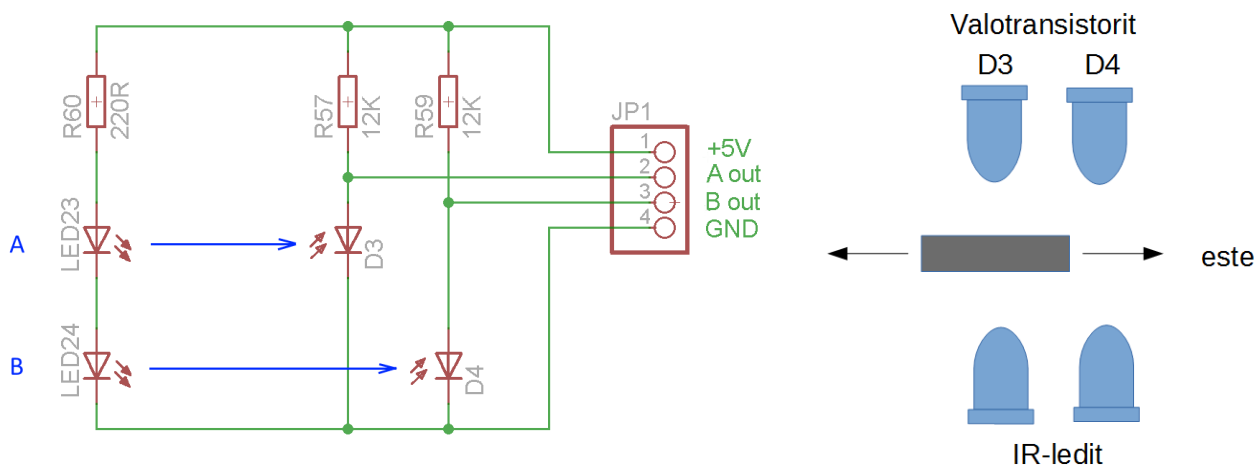 R60
220R
R57
12K
R59
12K
JP1
1
2
3
4
+5V
A out
B out
GND
A
LED23
D3
B
LED24
D4
Valotransistorit
D3 D4
este
IR-ledit